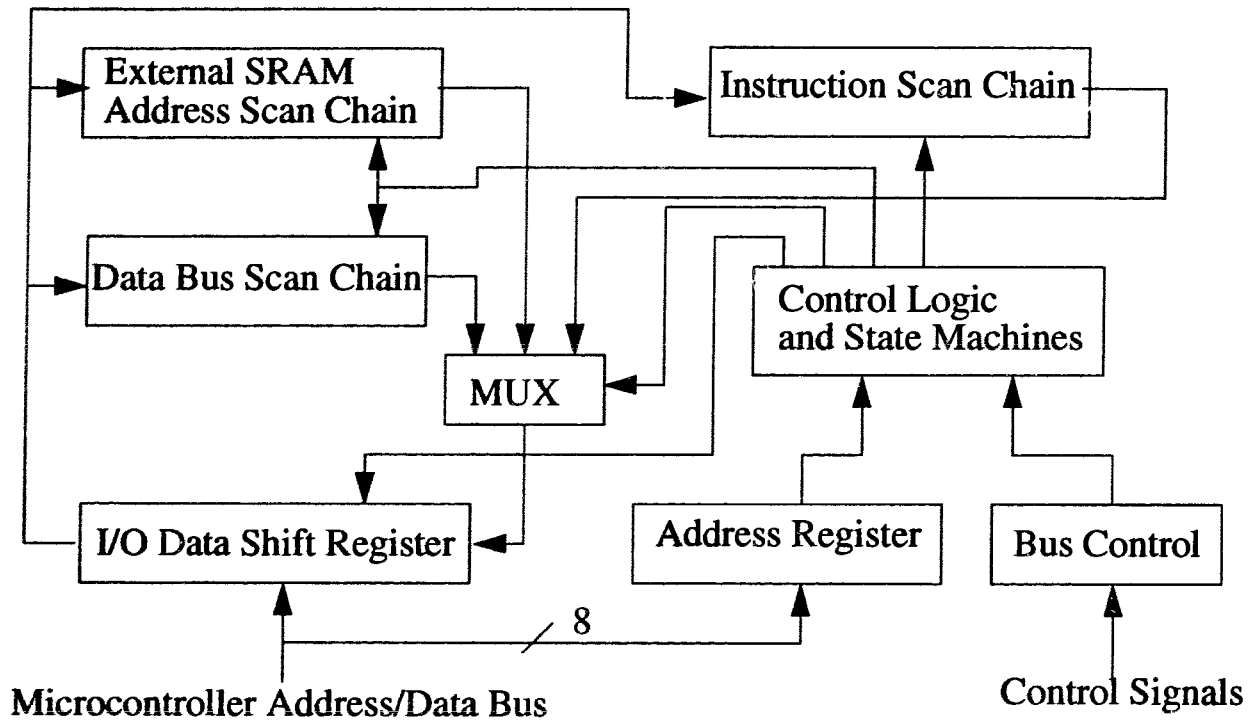 External SRAM
Address Scan Chain
Instruction Scan Chain
Data Bus Scan Chain
Control Logic
and State Machines
MUX
I/O Data Shift Register
Address Register
Bus Control
8
Microcontroller Address/Data Bus
Control Signals